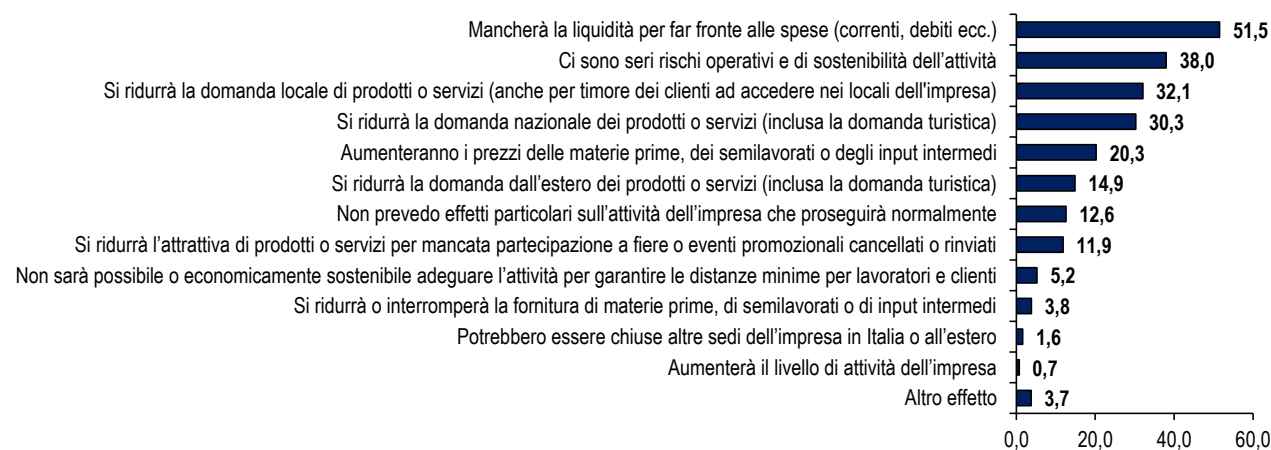 Mancherà la liquidità per far fronte alle spese (correnti, debiti ecc.) 51,5
Ci sono seri rischi operativi e di sostenibilità dell’attività 38,0
Si ridurrà la domanda locale di prodotti o servizi (anche per timore dei clienti ad accedere nei locali dell'impresa) 32,1
Si ridurrà la domanda nazionale dei prodotti o servizi (inclusa la domanda turistica) 30,3
Aumenteranno i prezzi delle materie prime, dei semilavorati o degli input intermedi 20,3
Si ridurrà la domanda dall’estero dei prodotti o servizi (inclusa la domanda turistica) 14,9
Non prevedo effetti particolari sull’attività dell’impresa che proseguirà normalmente 12,6
Si ridurrà l’attrattiva di prodotti o servizi per mancata partecipazione a fiere o eventi promozionali cancellati o rinviati 11,9
Non sarà possibile o economicamente sostenibile adeguare l’attività per garantire le distanze minime per lavoratori e clienti 5,2
Si ridurrà o interromperà la fornitura di materie prime, di semilavorati o di input intermedi 3,8
Potrebbero essere chiuse altre sedi dell’impresa in Italia o all’estero 1,6
Aumenterà il livello di attività dell’impresa 0,7
Altro effetto 3,7
0,0 20,0 40,0 60,0